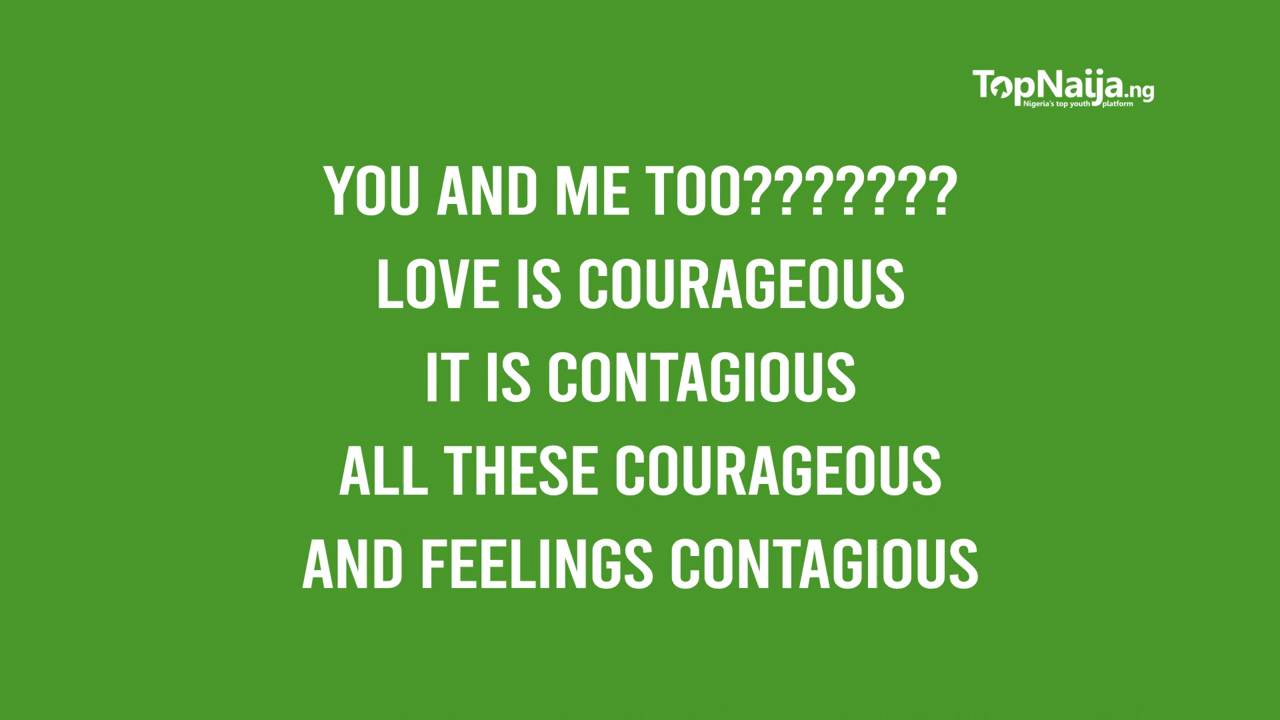 TopNaija.ng
Nigeria's top youth platform
YOU AND ME TOO???????
LOVE IS COURAGEOUS
IT IS CONTAGIOUS
ALL THESE COURAGEOUS
AND FEELINGS CONTAGIOUS